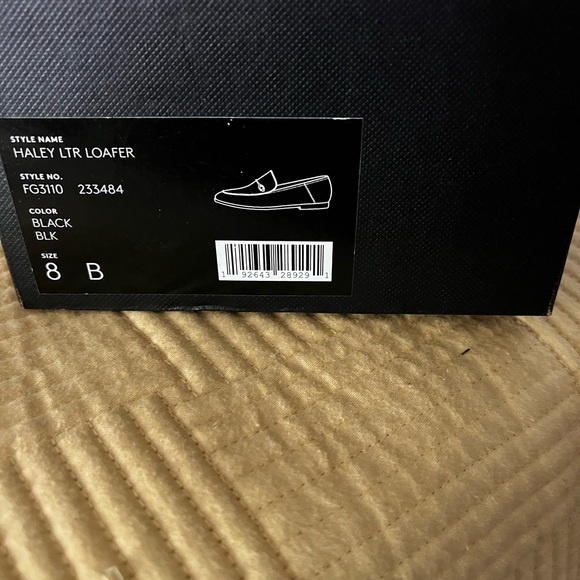 STYLE NAME
HALEY LTR LOAFER
STYLE NO.
FG3110 233484
COLOR
BLACK
BLK
SIZE
8 B
1 92643 28929 1